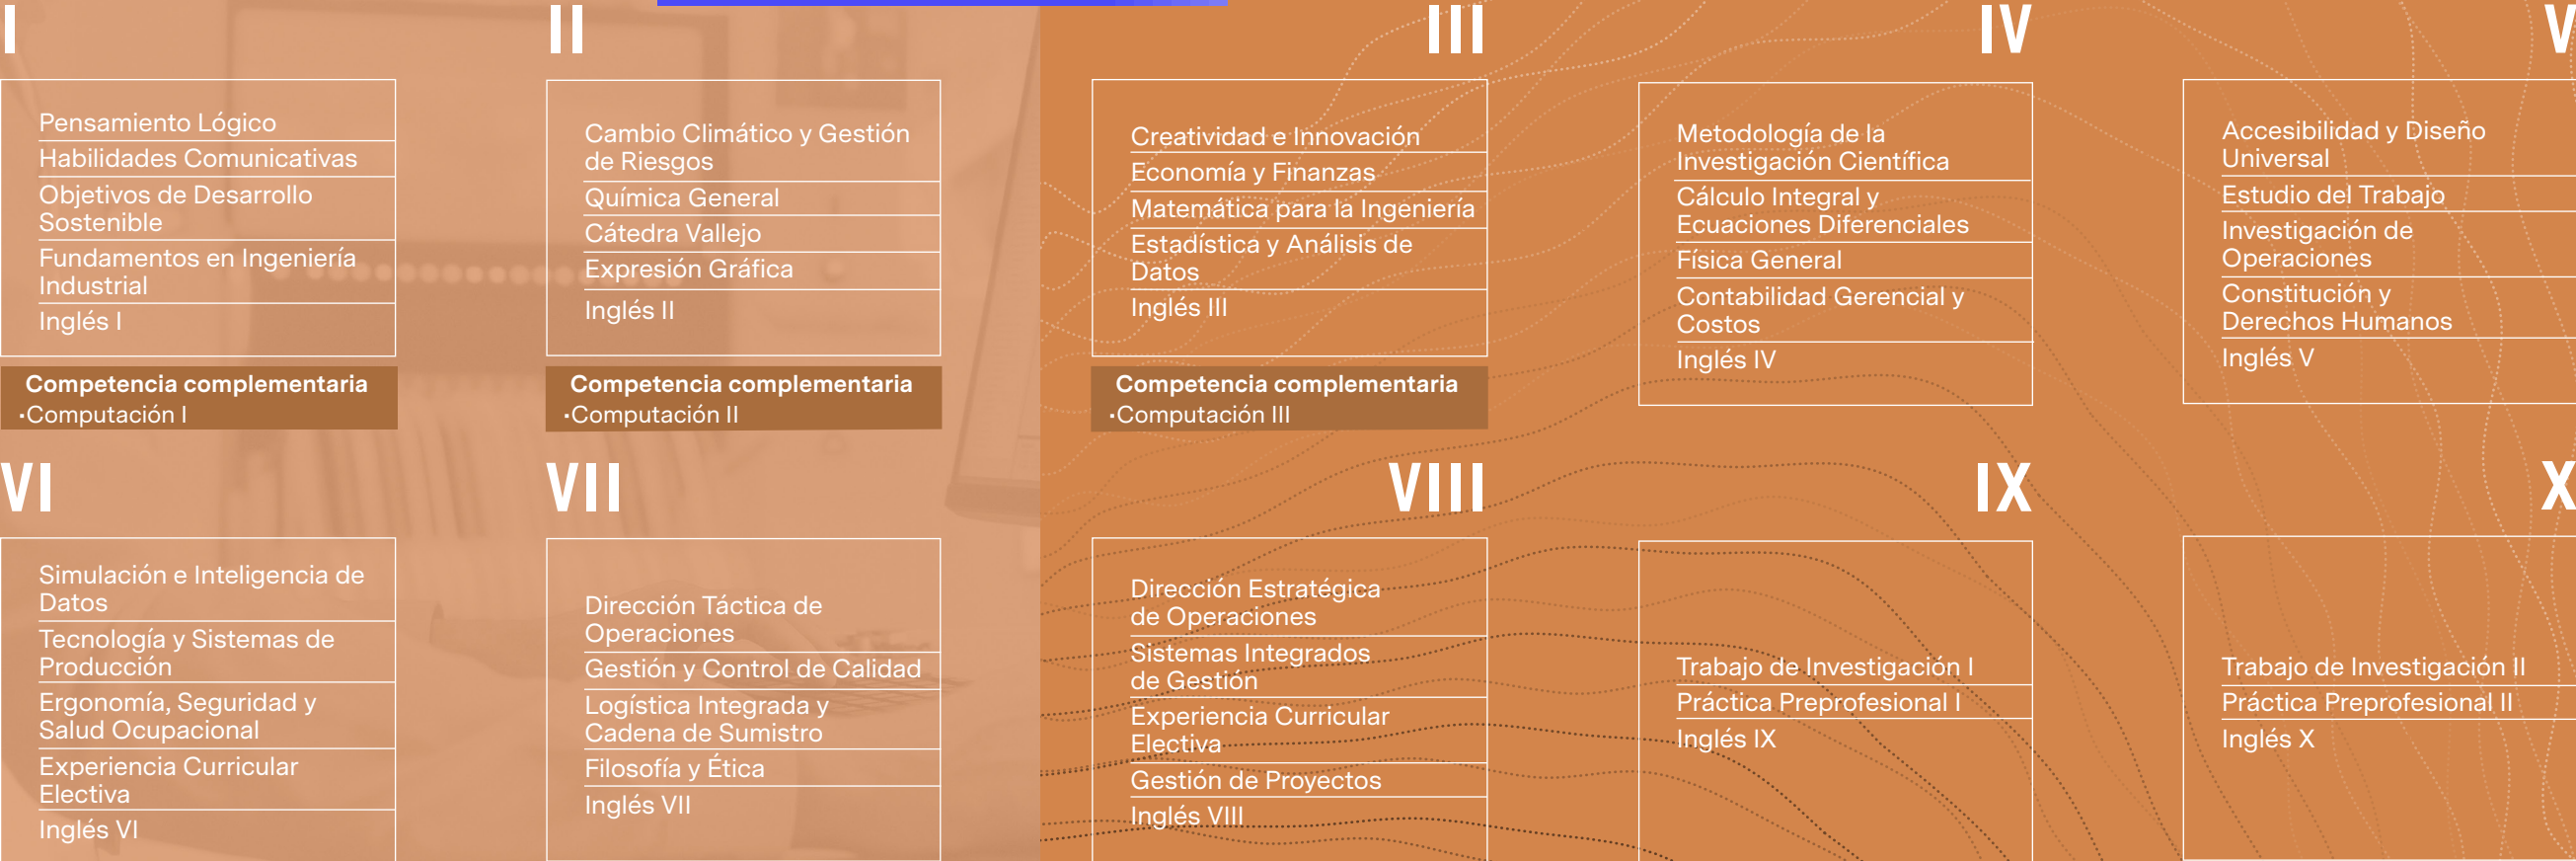 I
Pensamiento Lógico
Habilidades Comunicativas
Objetivos de Desarrollo
Sostenible
Fundamentos en Ingeniería
Industrial
Inglés I
Competencia complementaria
•Computación I
II
Cambio Climático y Gestión
de Riesgos
Química General
Cátedra Vallejo
Expresión Gráfica
Inglés II
Competencia complementaria
•Computación II
III
Creatividad e Innovación
Economía y Finanzas
Matemática para la Ingeniería
Estadística y Análisis de
Datos
Inglés III
Competencia complementaria
•Computación III
IV
Metodología de la
Investigación Científica
Cálculo Integral y
Ecuaciones Diferenciales
Física General
Contabilidad Gerencial y
Costos
Inglés IV
V
Accesibilidad y Diseño
Universal
Estudio del Trabajo
Investigación de
Operaciones
Constitución y
Derechos Humanos
Inglés V
VI
Simulación e Inteligencia de
Datos
Tecnología y Sistemas de
Producción
Ergonomía, Seguridad y
Salud Ocupacional
Experiencia Curricular
Electiva
Inglés VI
VII
Dirección Táctica de
Operaciones
Gestión y Control de Calidad
Logística Integrada y
Cadena de Sumistro
Filosofía y Ética
Inglés VII
VIII
Dirección Estratégica
de Operaciones
Sistemas Integrados
de Gestión
Experiencia Curricular
Electiva
Gestión de Proyectos
Inglés VIII
IX
Trabajo de Investigación I
Práctica Preprofesional I
Inglés IX
X
Trabajo de Investigación II
Práctica Preprofesional II
Inglés X